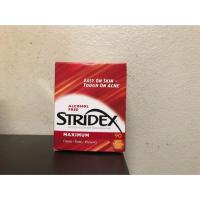 EASY ON SKIN –
TOUGH ON ACNE
ALCOHOL
FREE
STRIDEX
MAXIMUM
90